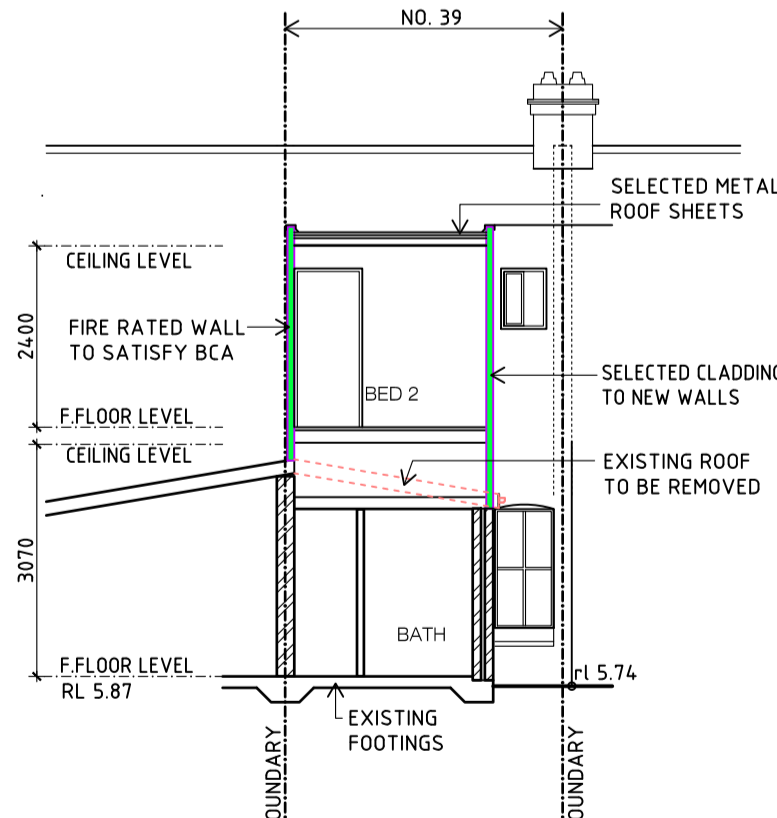 NO. 39
SELECTED METAL
ROOF SHEETS
CEILING LEVEL
2400
FIRE RATED WALL
TO SATISFY BCA
SELECTED CLADDING
TO NEW WALLS
BED 2
F.FLOOR LEVEL
CEILING LEVEL
EXISTING ROOF
TO BE REMOVED
3070
BATH
F.FLOOR LEVEL
RL 5.87
rl 5.74
EXISTING
FOOTINGS
OUNDARY
OUNDARY